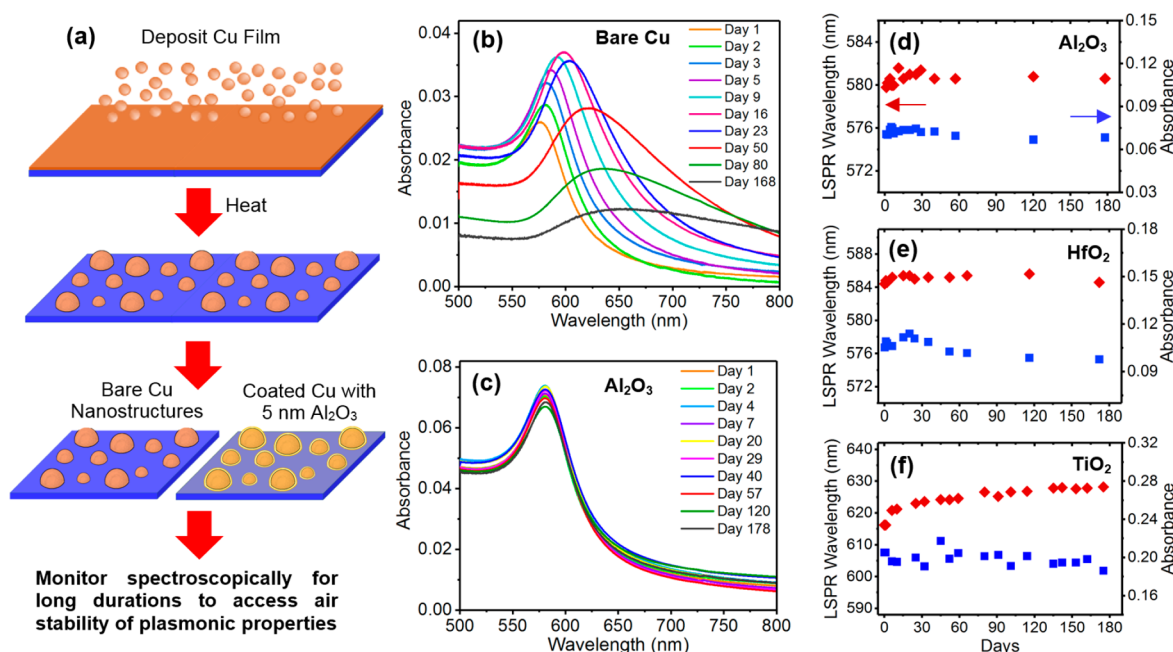 (a)
Deposit Cu Film
Heat
Bare Cu
Nanostructures
Coated Cu with
5 nm Al₂O₃
Monitor spectroscopically for
long durations to access air
stability of plasmonic properties
(b)
Bare Cu
Absorbance
0.04
0.03
0.02
0.01
0.00
Day 1
Day 2
Day 3
Day 5
Day 9
Day 16
Day 23
Day 50
Day 80
Day 168
500 550 600 650 700 750 800
Wavelength (nm)
(c)
Al₂O₃
Absorbance
0.08
0.06
0.04
0.02
0.00
Day 1
Day 2
Day 4
Day 7
Day 20
Day 29
Day 40
Day 57
Day 120
Day 178
500 550 600 650 700 750 800
Wavelength (nm)
(d)
Al₂O₃
LSPR Wavelength (nm)
584
580
576
572
Absorbance
0.15
0.12
0.09
0.06
0.03
0 30 60 90 120 150 180
(e)
HfO₂
LSPR Wavelength (nm)
588
584
580
576
572
Absorbance
0.18
0.15
0.12
0.09
0 30 60 90 120 150 180
(f)
TiO₂
LSPR Wavelength (nm)
640
630
620
610
600
590
Absorbance
0.32
0.28
0.24
0.20
0.16
0 30 60 90 120 150 180
Days